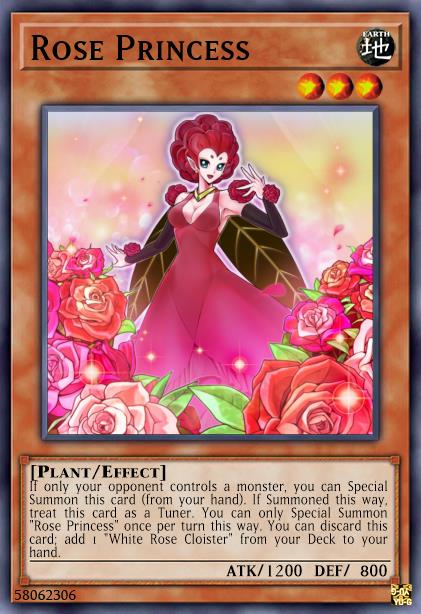 Rose Princess
EARTH
地
[Plant/Effect]
If only your opponent controls a monster, you can Special
Summon this card (from your hand). If Summoned this way,
treat this card as a Tuner. You can only Special Summon
"Rose Princess" once per turn this way. You can discard this
card; add 1 "White Rose Cloister" from your Deck to your
hand.
ATK/1200 DEF/ 800
58062306